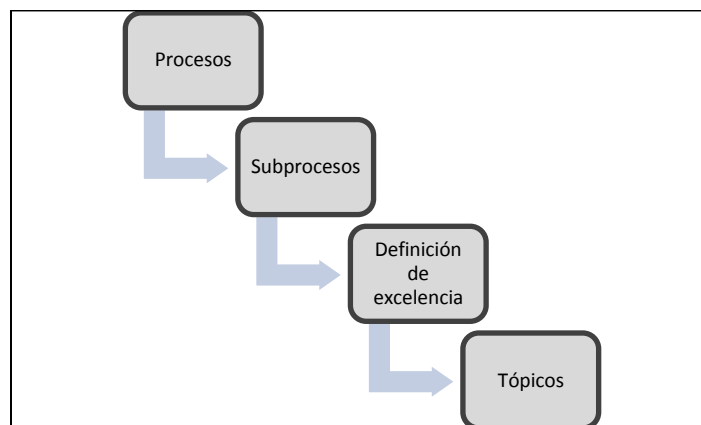 Procesos
Subprocesos
Definición
de
excelencia
Tópicos